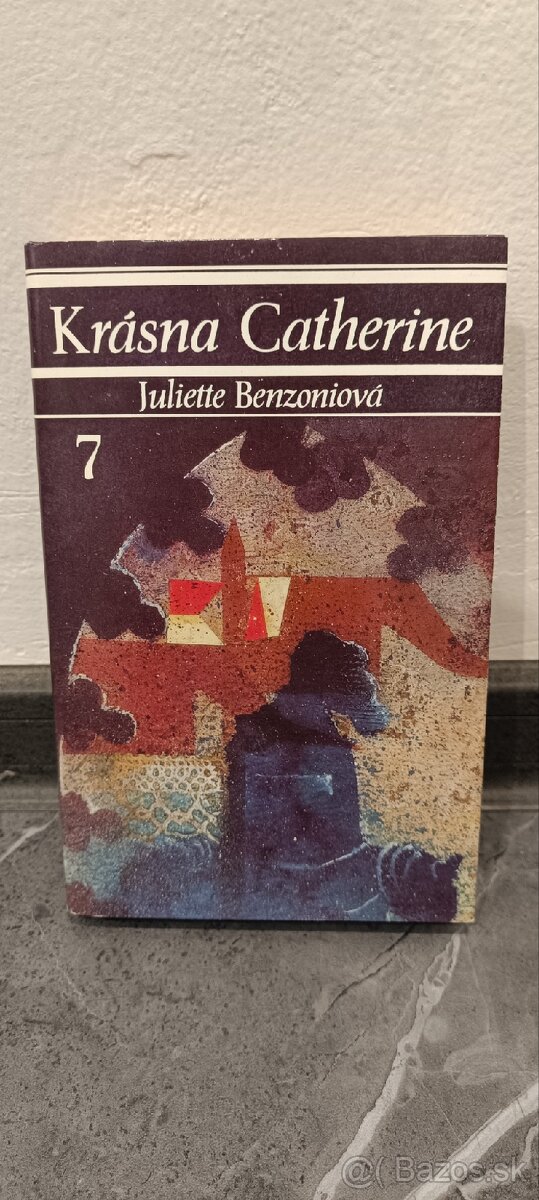 Krásna Catherine
Juliette Benzoniová
7
@ Bazos.sk